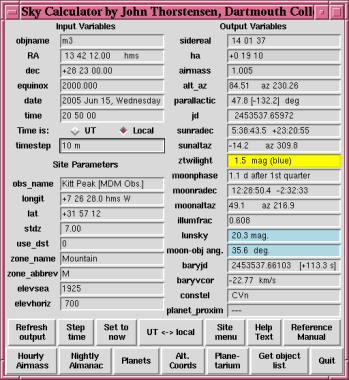 Sky Calculator by John Thorstensen, Dartmouth Coll
Input Variables
objname m3
RA 13 42 12.00 hms
dec +28 23 00.00
equinox 2000.000
date 2005 Jun 15, Wednesday
time 20 50 00
Time is: UT Local
timestep 10 m
Site Parameters
obs_name Kitt Peak [MDM Obs.]
longit +7 26 28.0 hms W
lat +31 57 12
stdz 7.00
use_dst 0
zone_name Mountain
zone_abbrev M
elevsea 1925
elevhoriz 700
Output Variables
sidereal 14 01 37
ha +0 19 10
airmass 1.005
alt_az 84.51 az 230.26
parallactic 47.8 [-132.2] deg
jd 2453537.65972
sunradec 5:38:43.5 +23:20:55
sunaltaz -14.2 az 309.8
ztwilight 1.5 mag (blue)
moonphase 1.1 d after 1st quarter
moonradec 12:28:50.4 -2:32:33
moonaltaz 49.1 az 216.9
illumfrac 0.608
lunsky 20.3 mag.
moon-obj ang. 35.6 deg.
baryjd 2453537.66103 [+113.3 s]
baryvcor -22.77 km/s
constel CVn
planet_proxim ---
Refresh output
Step time
Set to now
UT <-> local
Site menu
Help Text
Reference Manual
Hourly Airmass
Nightly Almanac
Planets
Alt. Coords
Plane- tarium
Get object list
Quit